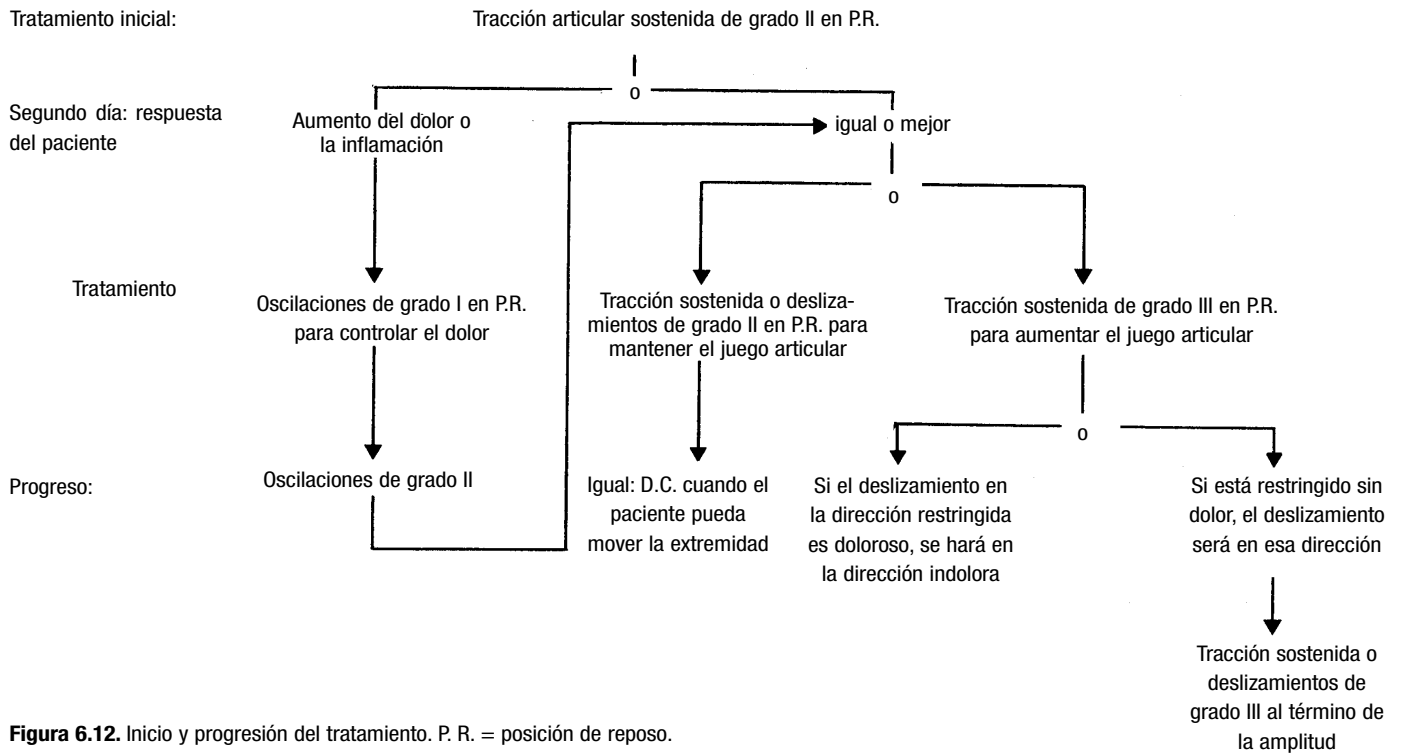 Tratamiento inicial:
Tracción articular sostenida de grado II en P.R.
o
Segundo día: respuesta
del paciente
Aumento del dolor o
la inflamación
igual o mejor
o
Tratamiento
Oscilaciones de grado I en P.R.
para controlar el dolor
Tracción sostenida o desliza-
mientos de grado II en P.R. para
mantener el juego articular
Tracción sostenida de grado III en P.R.
para aumentar el juego articular
o
Progreso:
Oscilaciones de grado II
Igual: D.C. cuando el
paciente pueda
mover la extremidad
Si el deslizamiento en
la dirección restringida
es doloroso, se hará en
la dirección indolora
Si está restringido sin
dolor, el deslizamiento
será en esa dirección
Tracción sostenida o
deslizamientos de
grado III al término de
la amplitud
Figura 6.12. Inicio y progresión del tratamiento. P. R. = posición de reposo.